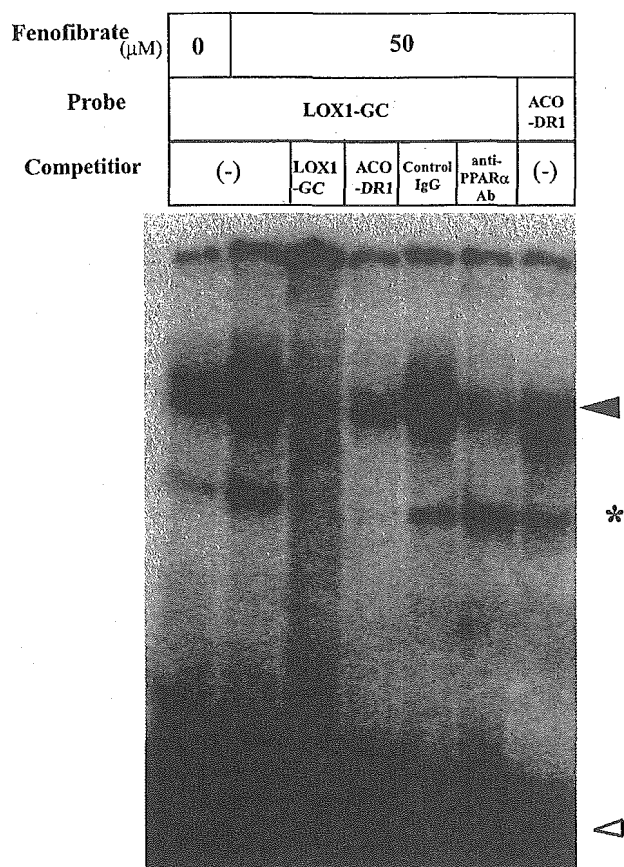 Fenofibrate (μM) 0 50
Probe LOX1-GC ACO -DR1
Competitior (-) LOX1 -GC ACO -DR1 Control IgG anti- PPARα Ab (-)
*